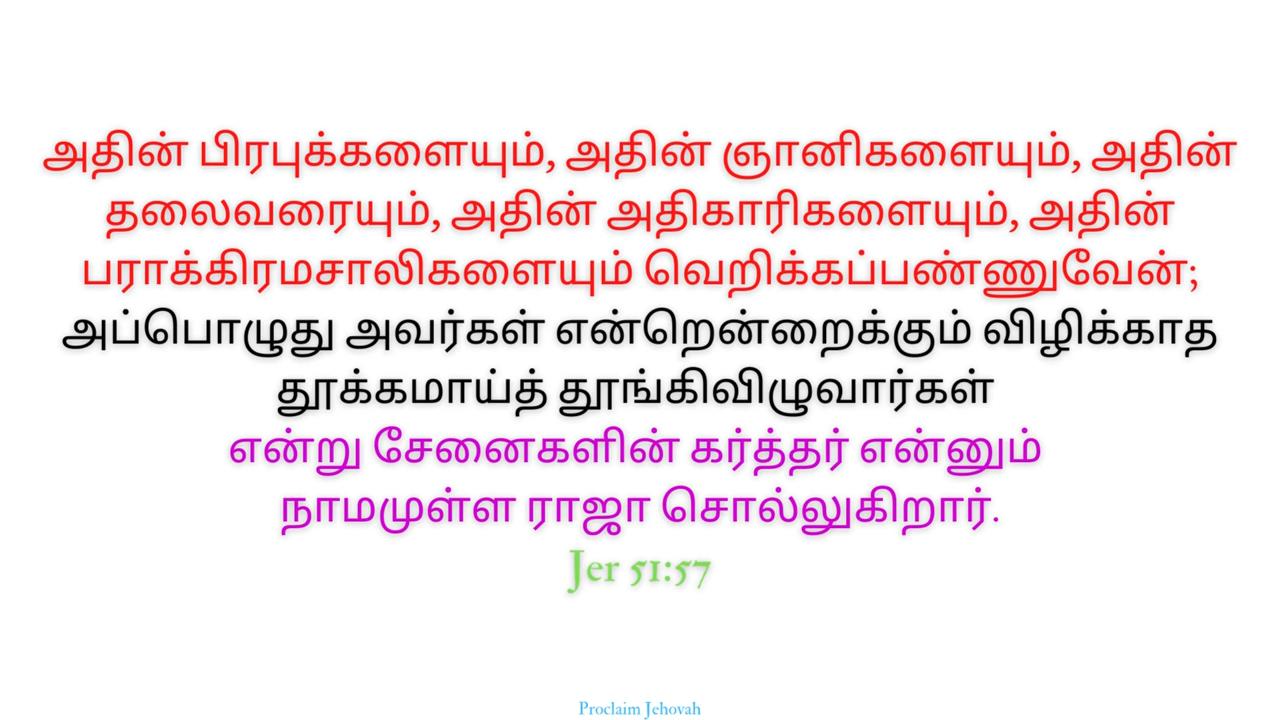 அதின் பிரபுக்களையும், அதின் ஞானிகளையும், அதின்
தலைவரையும், அதின் அதிகாரிகளையும், அதின்
பராக்கிரமசாலிகளையும் வெறிக்கப்பண்ணுவேன்;
அப்பொழுது அவர்கள் என்றென்றைக்கும் விழிக்காத
தூக்கமாய்த் தூங்கிவிழுவார்கள்
என்று சேனைகளின் கர்த்தர் என்னும்
நாமமுள்ள ராஜா சொல்லுகிறார்.
Jer 51:57
Proclaim Jehovah